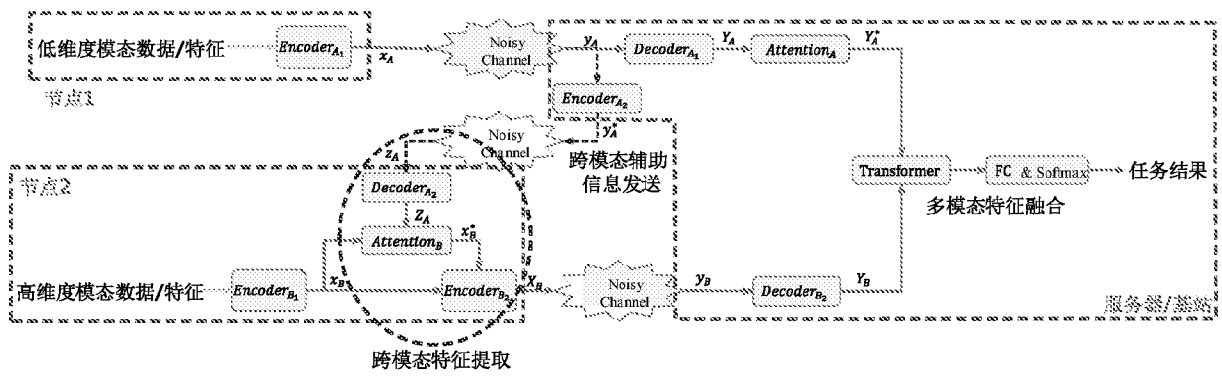 低维度模态数据/特征
Encoder_{A_1}
x_A
Noisy
Channel
y_A
Decoder_{A_1}
Y_A
Attention_A
Y_A^*
节点1
Encoder_{A_2}
y_A^*
Noisy
Channel
z_A
跨模态辅助
信息发送
节点2
Decoder_{A_2}
Z_A
Attention_B
x_B^*
Transformer
FC & Softmax
任务结果
多模态特征融合
高维度模态数据/特征
Encoder_{B_1}
x_B
Encoder_{B_2}
X_B
Noisy
Channel
y_B
Decoder_{B_2}
Y_B
服务器/基站
跨模态特征提取